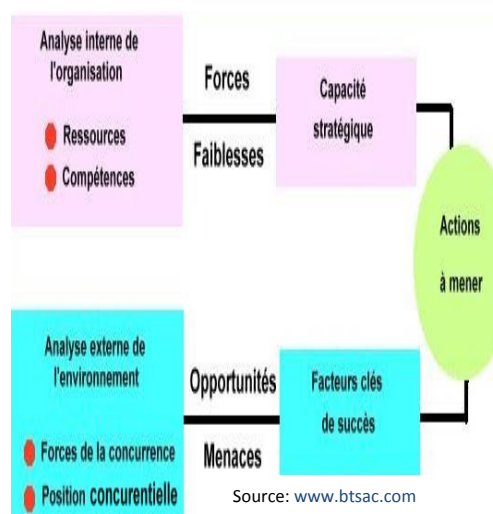 Analyse interne de
l'organisation
Ressources
Compétences
Forces
Faiblesses
Capacité
stratégique
Actions
à mener
Analyse externe de
l'environnement
Forces de la concurrence
Position concurentielle
Opportunités
Menaces
Facteurs clés
de succès
Source: www.btsac.com